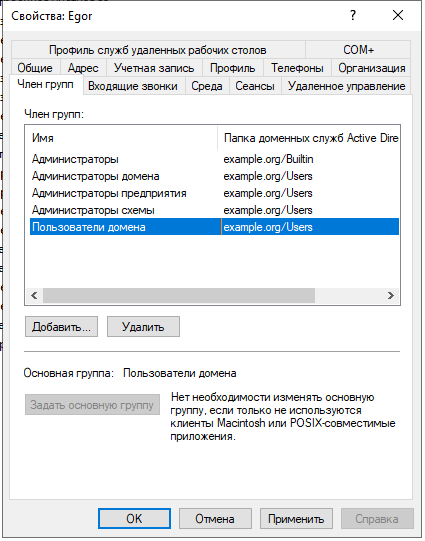 Свойства: Egor
Профиль служб удаленных рабочих столов
COM+
Общие
Адрес
Учетная запись
Профиль
Телефоны
Организация
Член групп
Входящие звонки
Среда
Сеансы
Удаленное управление
Член групп:
Имя
Папка доменных служб Active Dire
Администраторы
example.org/Builtin
Администраторы домена
example.org/Users
Администраторы предприятия
example.org/Users
Администраторы схемы
example.org/Users
Пользователи домена
example.org/Users
Добавить...
Удалить
Основная группа: Пользователи домена
Задать основную группу
Нет необходимости изменять основную
группу, если только не используются
клиенты Macintosh или POSIX-совместимые
приложения.
OK
Отмена
Применить
Справка